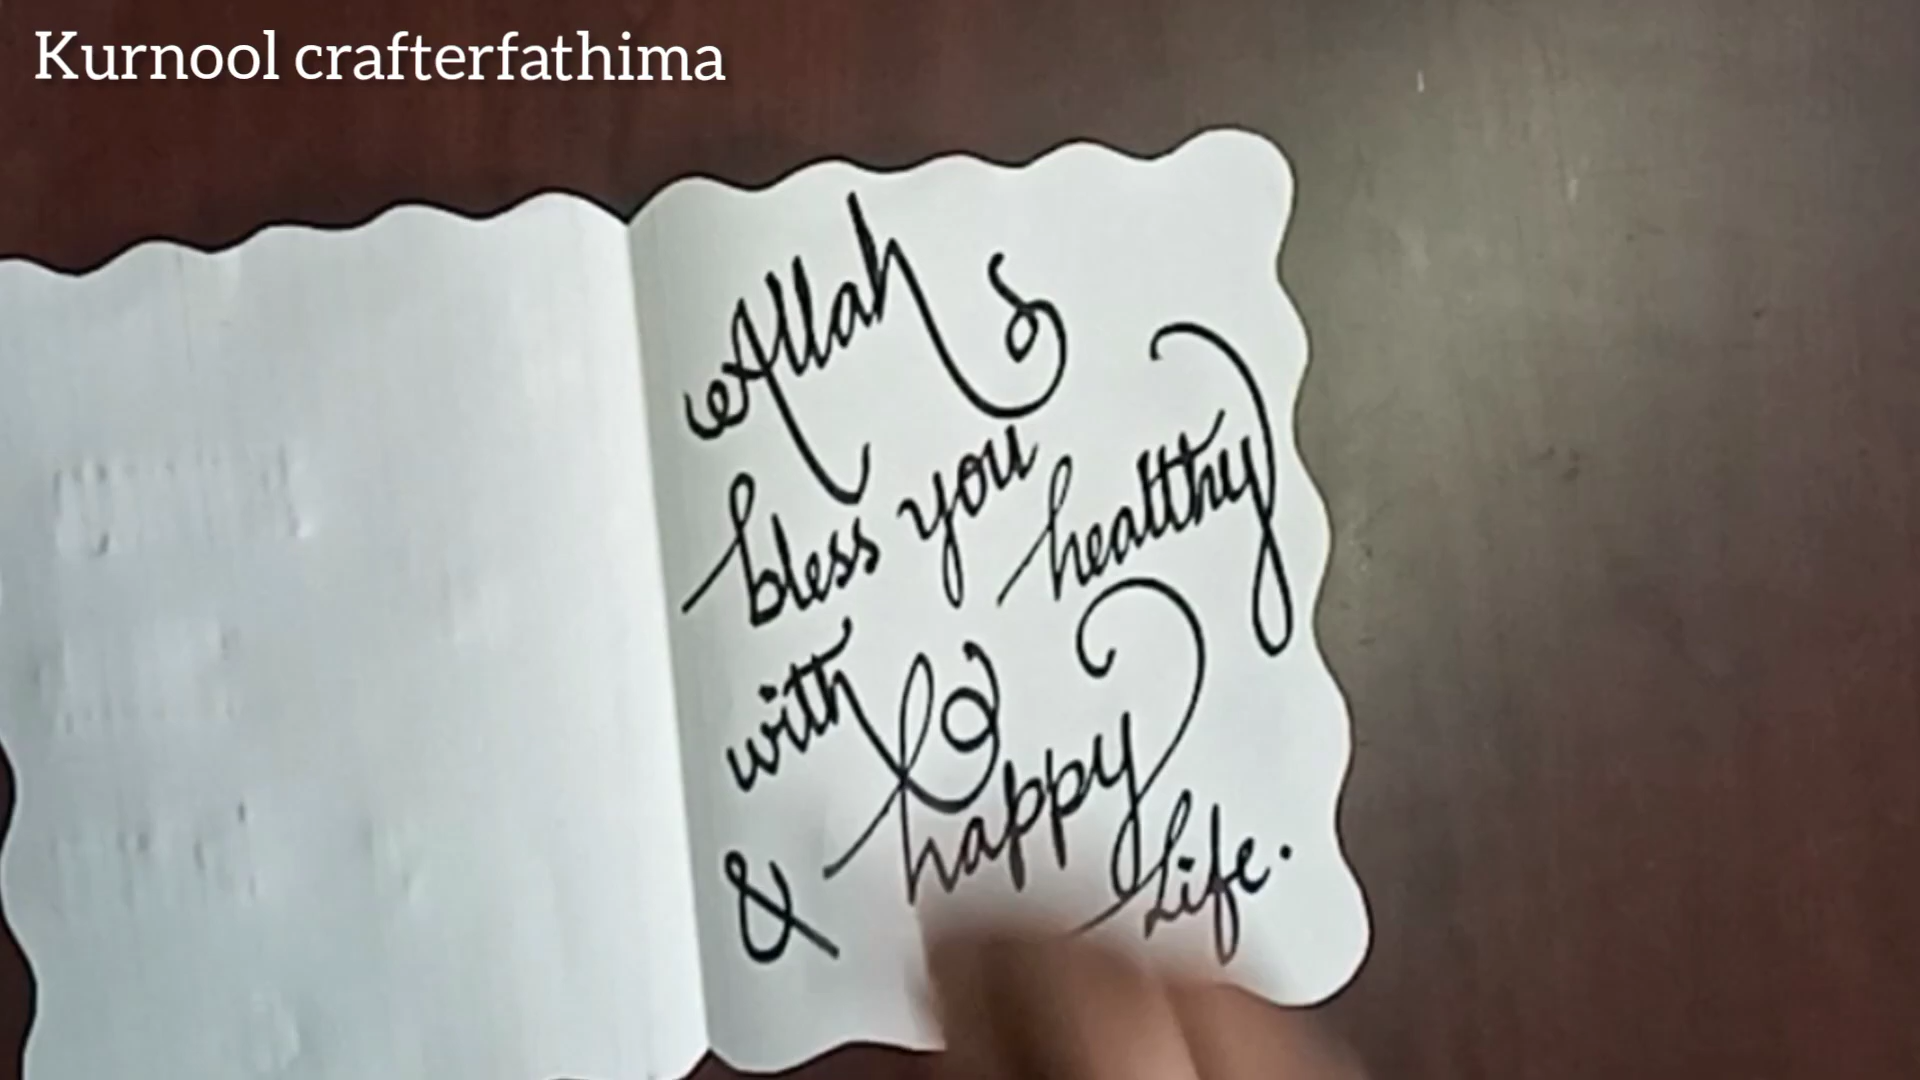 Kurnool crafterfathima
Allah
bless you
with healthy
& happy
Life.